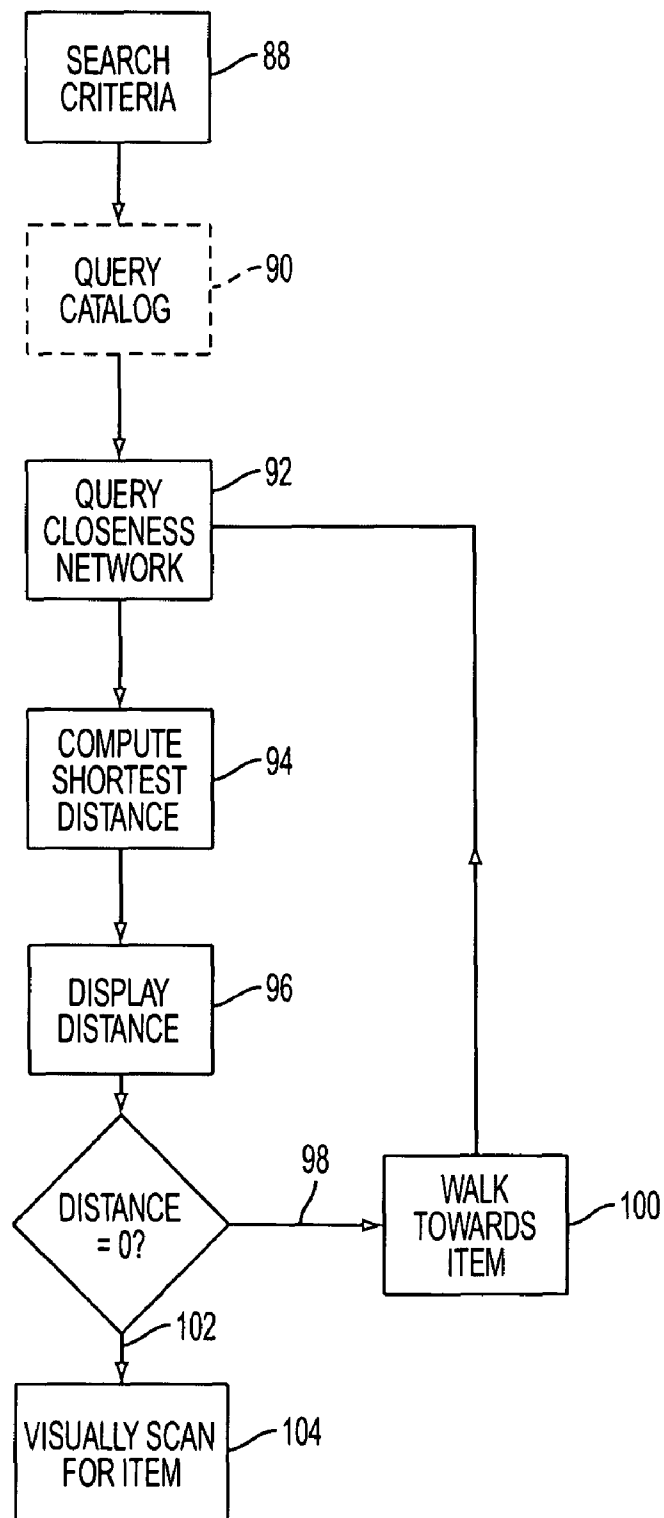 SEARCH
CRITERIA
88
QUERY
CATALOG
90
QUERY
CLOSENESS
NETWORK
92
COMPUTE
SHORTEST
DISTANCE
94
DISPLAY
DISTANCE
96
DISTANCE
= 0?
98
WALK
TOWARDS
ITEM
100
102
VISUALLY SCAN
FOR ITEM
104